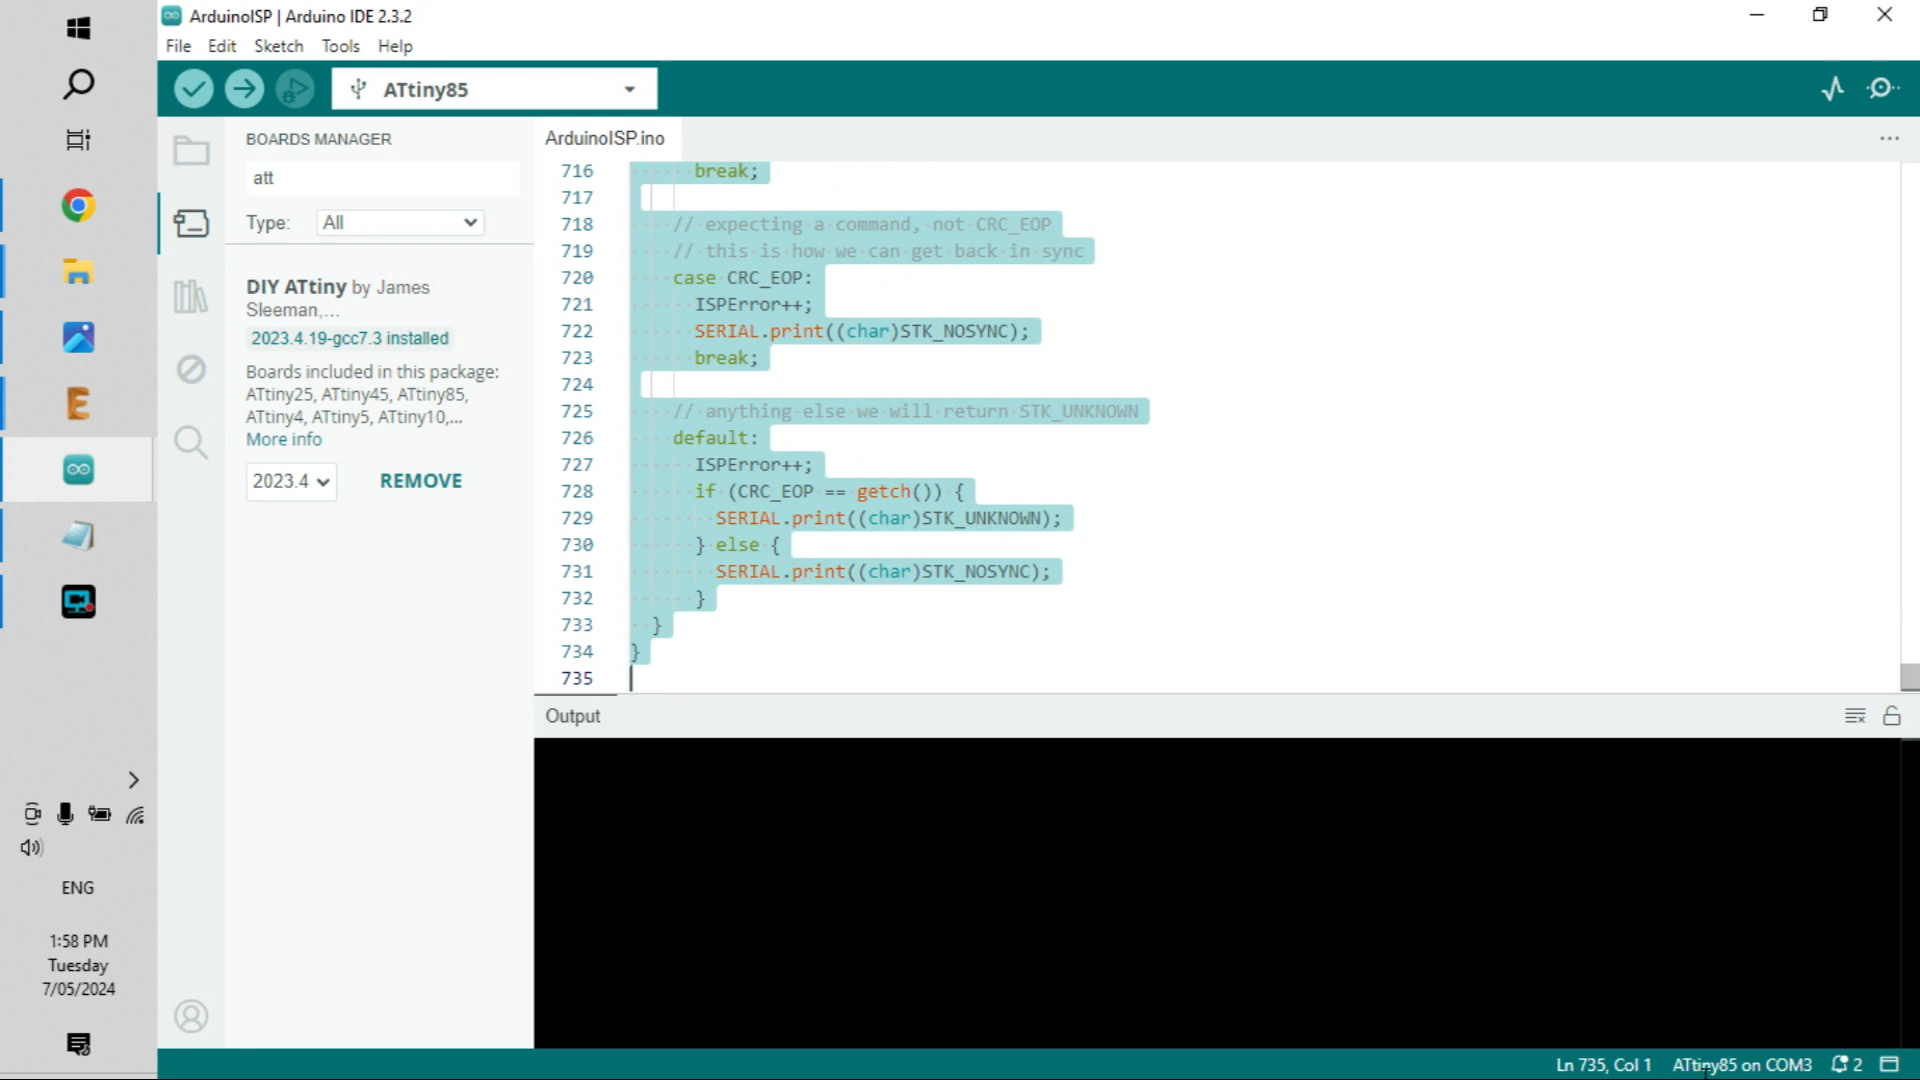 ArduinoISP | Arduino IDE 2.3.2
File Edit Sketch Tools Help
ATtiny85
BOARDS MANAGER
att
Type: All
DIY ATtiny by James
Sleeman,...
2023.4.19-gcc7.3 installed
Boards included in this package:
ATtiny25, ATtiny45, ATtiny85,
ATtiny4, ATtiny5, ATtiny10,...
More info
2023.4 REMOVE
ArduinoISP.ino
716 break;
717
718 // expecting a command, not CRC_EOP
719 // this is how we can get back in sync
720 case CRC_EOP:
721 ISPError++;
722 SERIAL.print((char)STK_NOSYNC);
723 break;
724
725 // anything else we will return STK_UNKNOWN
726 default:
727 ISPError++;
728 if (CRC_EOP == getch()) {
729 SERIAL.print((char)STK_UNKNOWN);
730 } else {
731 SERIAL.print((char)STK_NOSYNC);
732 }
733 }
734 }
735
Output
ENG
1:58 PM
Tuesday
7/05/2024
Ln 735, Col 1 ATtiny85 on COM3 2